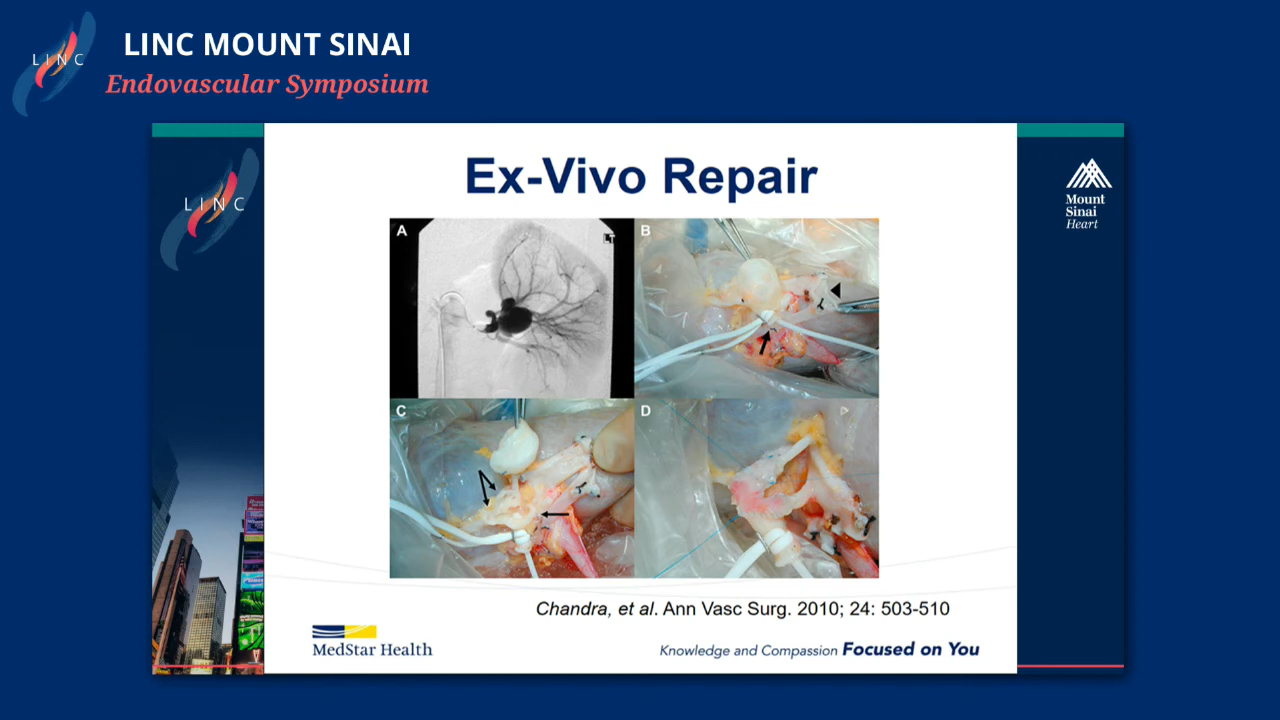 LINC
LINC MOUNT SINAI
Endovascular Symposium
LINC
Mount
Sinai
Heart
Ex-Vivo Repair
A
LT
B
C
D
Chandra, et al. Ann Vasc Surg. 2010; 24: 503-510
MedStar Health
Knowledge and Compassion Focused on You